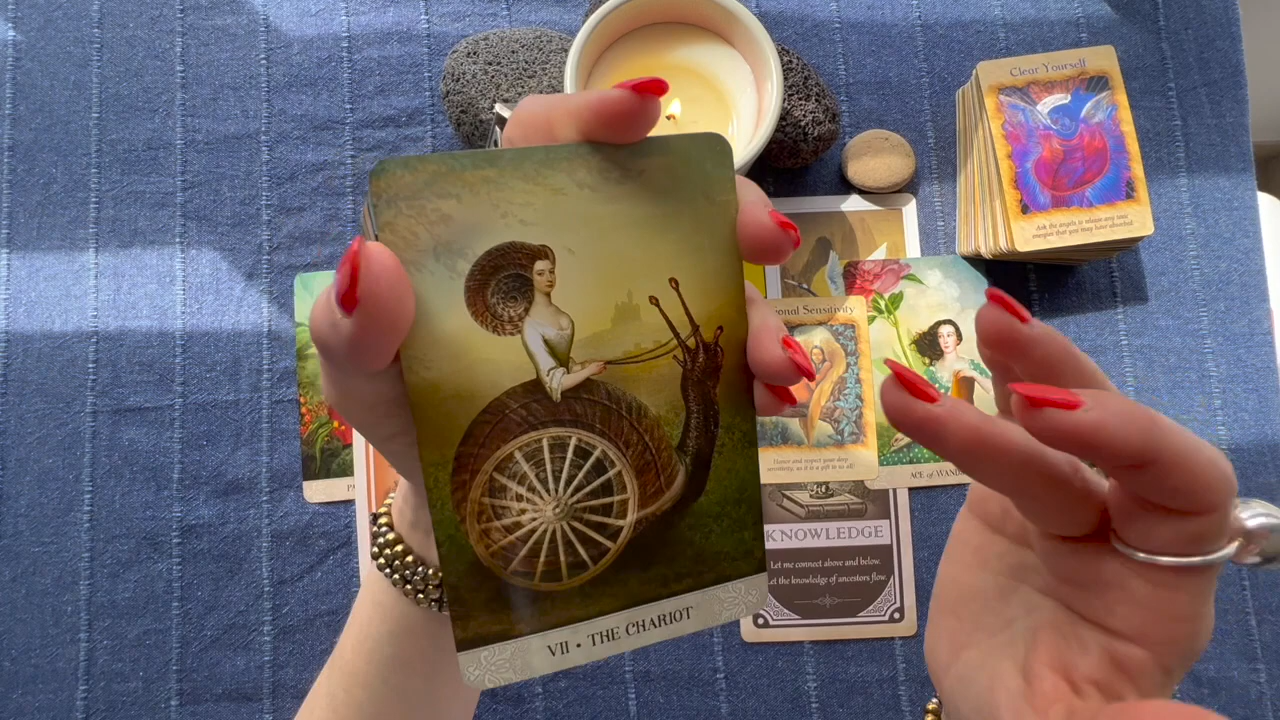 Clear Yourself
Ask the angels to release any toxic
energies that you may have absorbed.
ional Sensitivity
Honor and respect your deep
sensitivity, as it is a gift to us all!
ACE of WANDS
KNOWLEDGE
Let me connect above and below.
Let the knowledge of ancestors flow.
VII • THE CHARIOT
PA